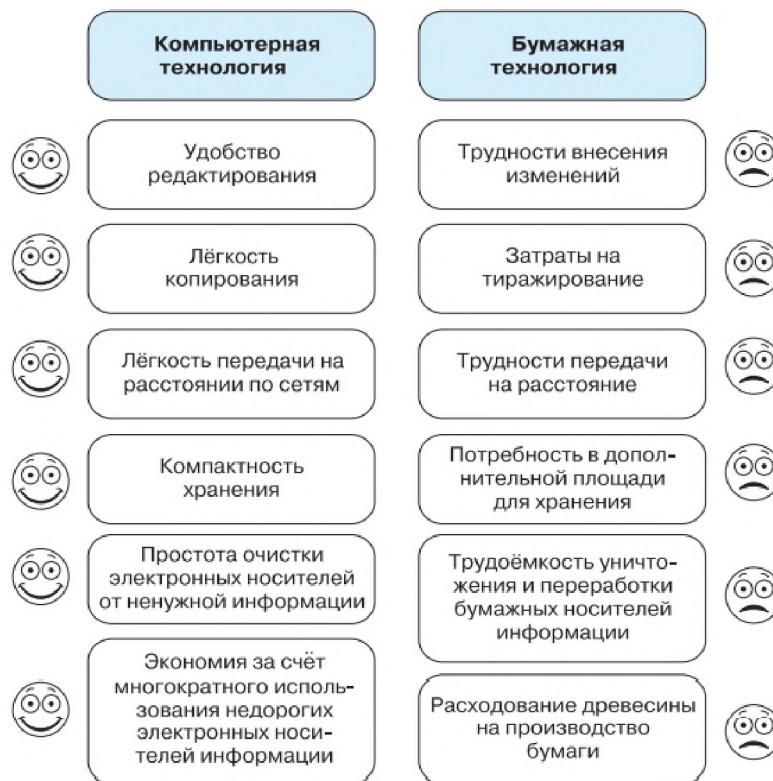 Компьютерная
технология
Бумажная
технология
Удобство
редактирования
Трудности внесения
изменений
Лёгкость
копирования
Затраты на
тиражирование
Лёгкость передачи на
расстоянии по сетям
Трудности передачи
на расстояние
Компактность
хранения
Потребность в допол-
нительной площади
для хранения
Простота очистки
электронных носителей
от ненужной информации
Трудоёмкость уничто-
жения и переработки
бумажных носителей
информации
Экономия за счёт
многократного исполь-
зования недорогих
электронных носи-
телей информации
Расходование древесины
на производство
бумаги